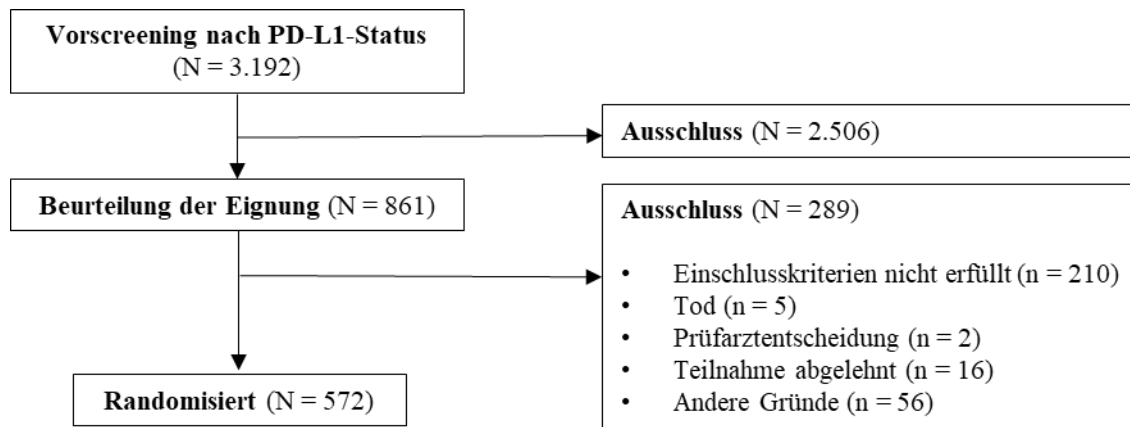 Vorscreening nach PD-L1-Status
(N = 3.192)
Ausschluss (N = 2.506)
Beurteilung der Eignung (N = 861)
Ausschluss (N = 289)
• Einschlusskriterien nicht erfüllt (n = 210)
• Tod (n = 5)
• Prüfarztentscheidung (n = 2)
• Teilnahme abgelehnt (n = 16)
• Andere Gründe (n = 56)
Randomisiert (N = 572)